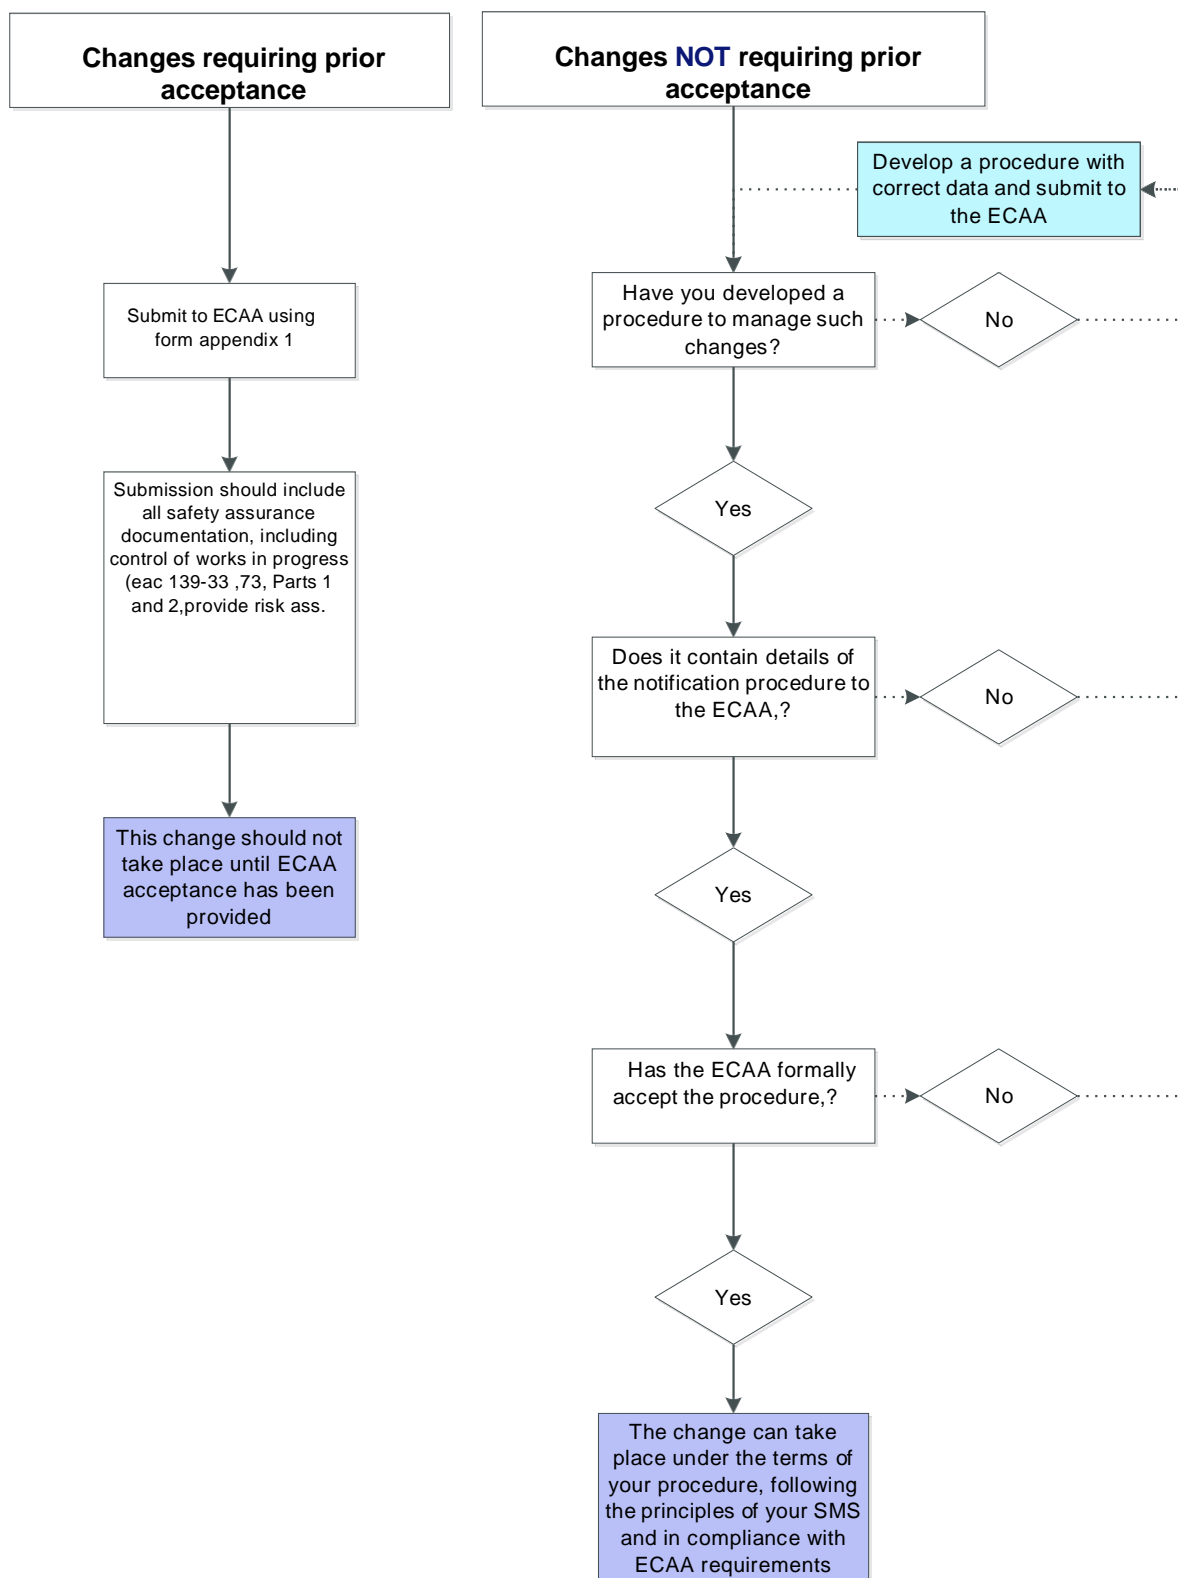 Changes requiring prior
acceptance
Submit to ECAA using
form appendix 1
Submission should include
all safety assurance
documentation, including
control of works in progress
(eac 139-33 ,73, Parts 1
and 2,provide risk ass.
This change should not
take place until ECAA
acceptance has been
provided
Changes NOT requiring prior
acceptance
Develop a procedure with
correct data and submit to
the ECAA
Have you developed a
procedure to manage such
changes?
No
Yes
Does it contain details of
the notification procedure to
the ECAA,?
No
Yes
Has the ECAA formally
accept the procedure,?
No
Yes
The change can take
place under the terms of
your procedure, following
the principles of your SMS
and in compliance with
ECAA requirements